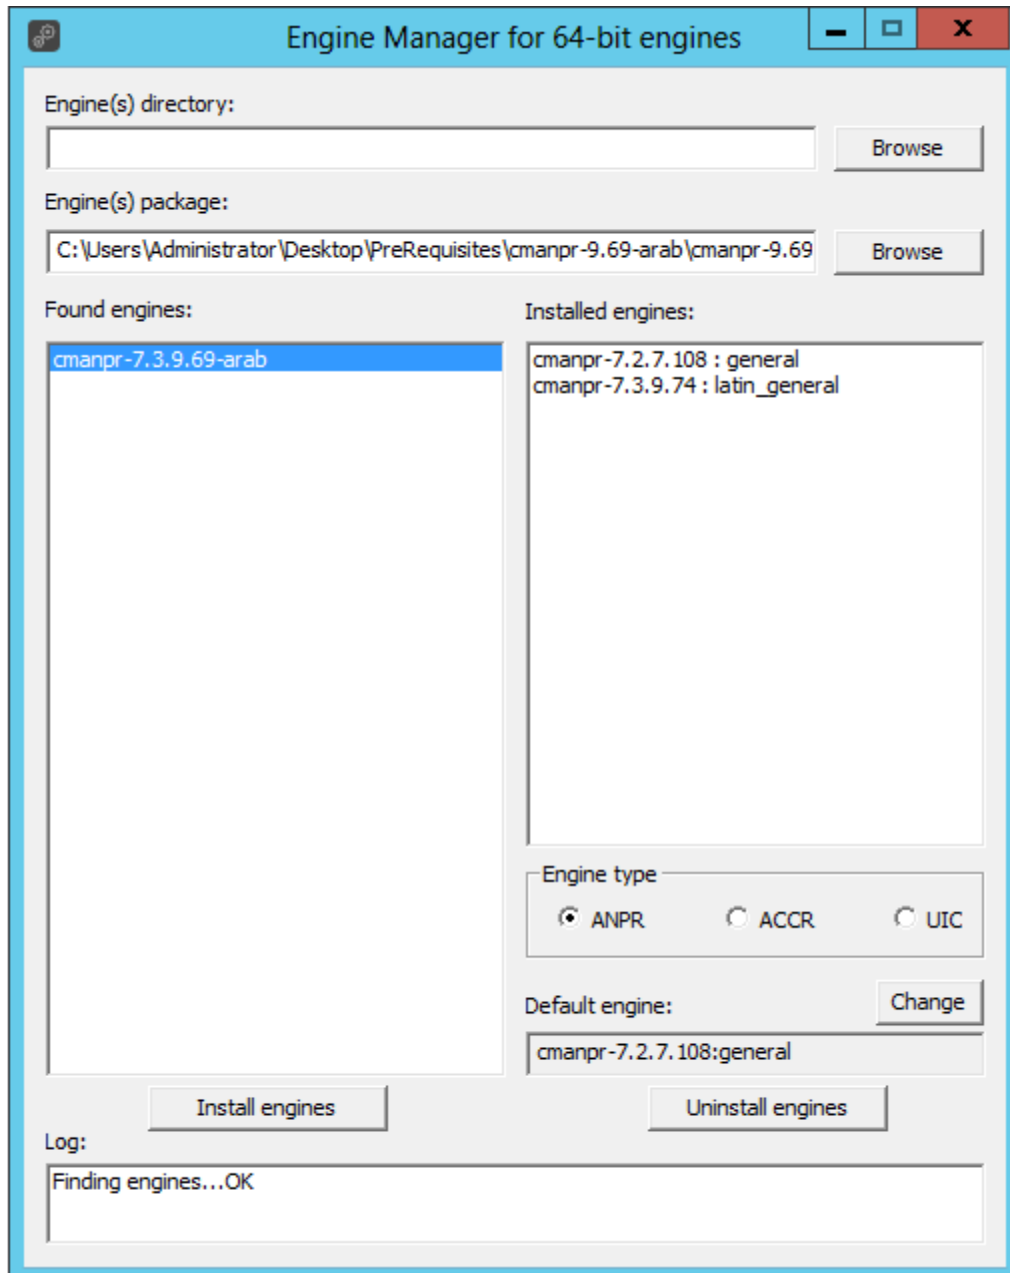 Engine Manager for 64-bit engines
Engine(s) directory:
Browse
Engine(s) package:
C:\Users\Administrator\Desktop\PreRequisites\cmanpr-9.69-arab\cmanpr-9.69
Browse
Found engines:
cmanpr-7.3.9.69-arab
Installed engines:
cmanpr-7.2.7.108 : general
cmanpr-7.3.9.74 : latin_general
Engine type
ANPR ACCR UIC
Default engine:
Change
cmanpr-7.2.7.108:general
Install engines
Uninstall engines
Log:
Finding engines...OK